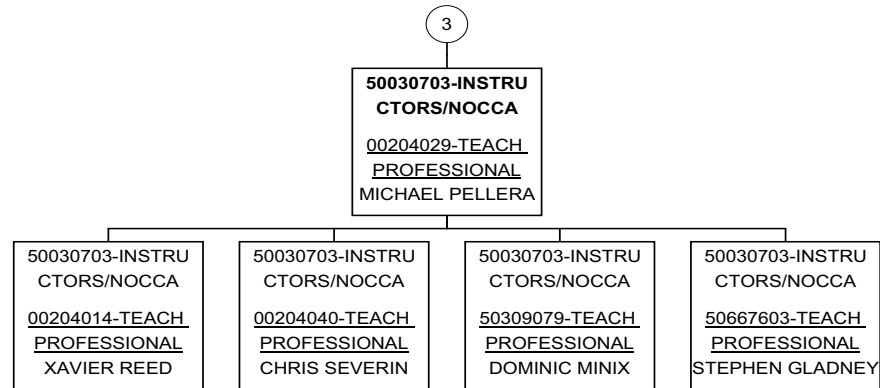 3
50030703-INSTRU
CTORS/NOCCA
00204029-TEACH
PROFESSIONAL
MICHAEL PELLERA
50030703-INSTRU
CTORS/NOCCA
00204014-TEACH
PROFESSIONAL
XAVIER REED
50030703-INSTRU
CTORS/NOCCA
00204040-TEACH
PROFESSIONAL
CHRIS SEVERIN
50030703-INSTRU
CTORS/NOCCA
50309079-TEACH
PROFESSIONAL
DOMINIC MINIX
50030703-INSTRU
CTORS/NOCCA
50667603-TEACH
PROFESSIONAL
STEPHEN GLADNEY